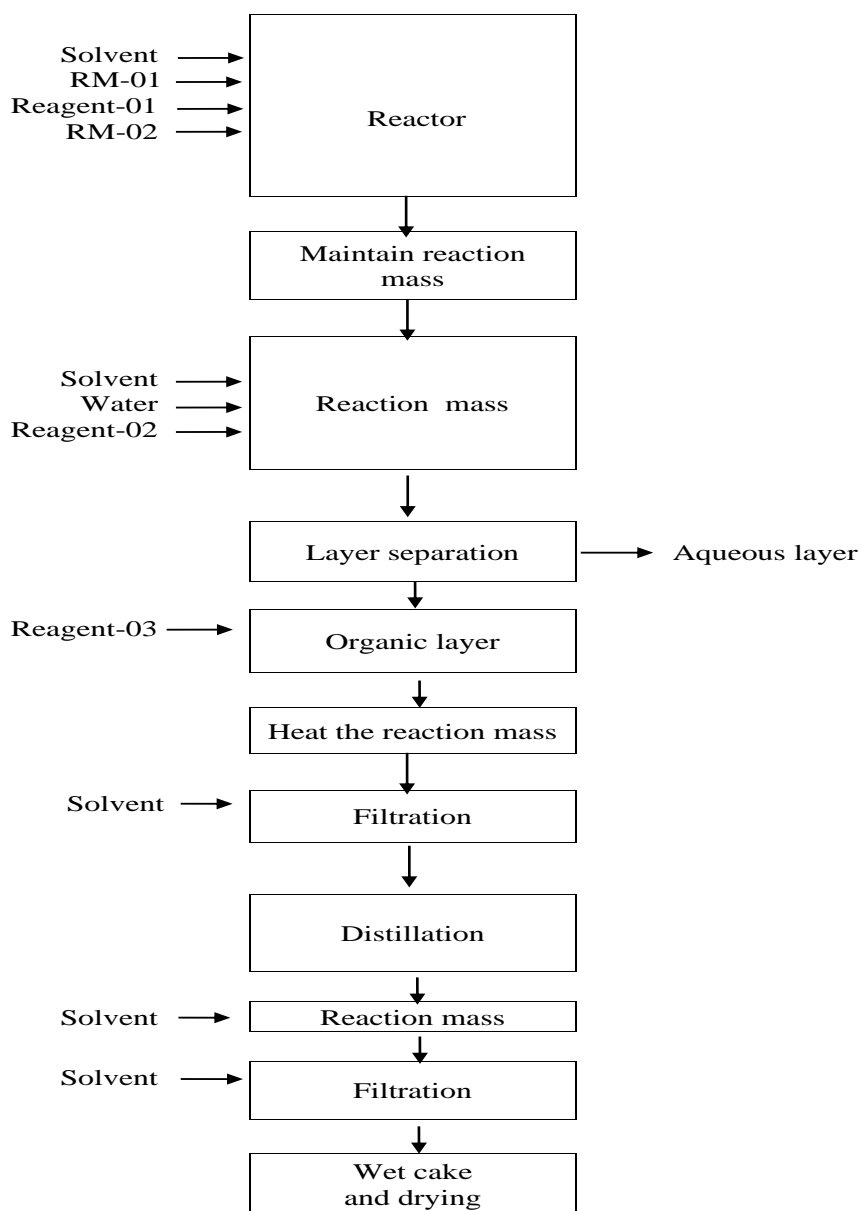 Solvent
RM-01
Reagent-01
RM-02
Reactor
Maintain reaction
mass
Solvent
Water
Reagent-02
Reaction mass
Layer separation
Aqueous layer
Reagent-03
Organic layer
Heat the reaction mass
Solvent
Filtration
Distillation
Solvent
Reaction mass
Solvent
Filtration
Wet cake
and drying